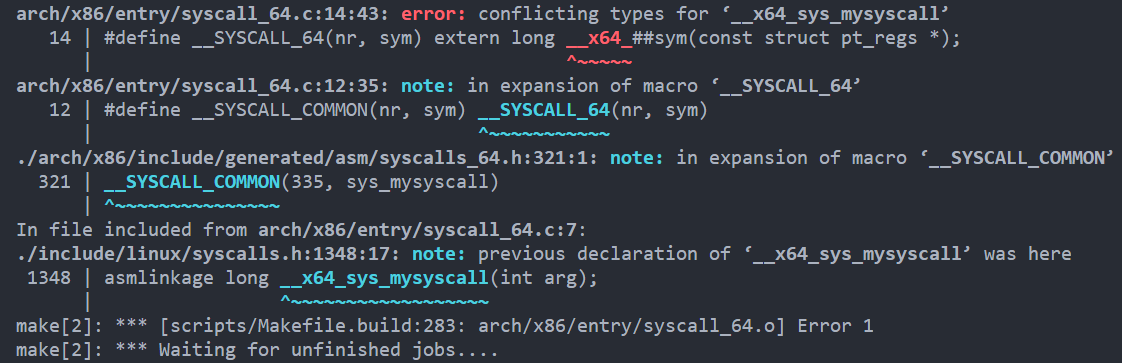 arch/x86/entry/syscall_64.c:14:43: error: conflicting types for ‘__x64_sys_mysyscall’
   14 | #define __SYSCALL_64(nr, sym) extern long __x64_##sym(const struct pt_regs *);
      |                                           ^~~~~~
arch/x86/entry/syscall_64.c:12:35: note: in expansion of macro ‘__SYSCALL_64’
   12 | #define __SYSCALL_COMMON(nr, sym) __SYSCALL_64(nr, sym)
      |                                   ^~~~~~~~~~~~
./arch/x86/include/generated/asm/syscalls_64.h:321:1: note: in expansion of macro ‘__SYSCALL_COMMON’
  321 | __SYSCALL_COMMON(335, sys_mysyscall)
      | ^~~~~~~~~~~~~~~~
In file included from arch/x86/entry/syscall_64.c:7:
./include/linux/syscalls.h:1348:17: note: previous declaration of ‘__x64_sys_mysyscall’ was here
 1348 | asmlinkage long __x64_sys_mysyscall(int arg);
      |                 ^~~~~~~~~~~~~~~~~~~
make[2]: *** [scripts/Makefile.build:283: arch/x86/entry/syscall_64.o] Error 1
make[2]: *** Waiting for unfinished jobs....